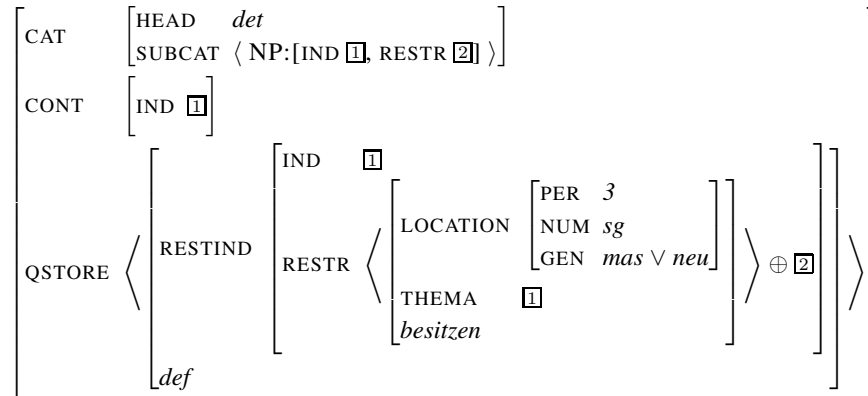 CAT HEAD det
SUBCAT ⟨ NP:[IND 1, RESTR 2] ⟩
CONT IND 1
IND 1
PER 3
LOCATION NUM sg
RESTIND GEN mas ∨ neu
QSTORE RESTR ⊕ 2
THEMA 1
besitzen
def